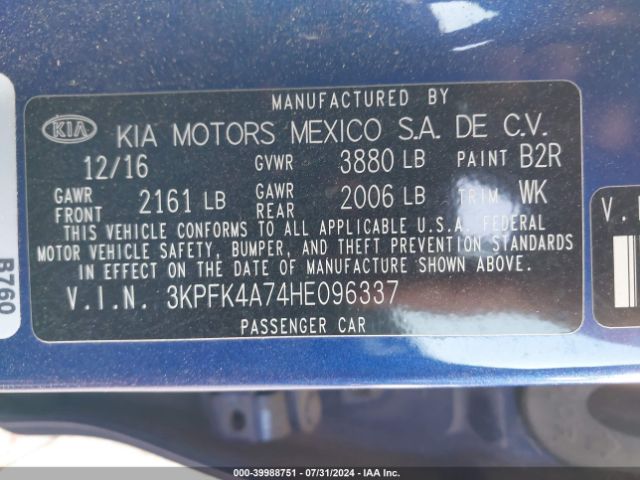 MANUFACTURED BY
KIA KIA MOTORS MEXICO S.A. DE C.V.
12/16 GVWR 3880 LB PAINT B2R
GAWR FRONT 2161 LB GAWR REAR 2006 LB TRIM WK
THIS VEHICLE CONFORMS TO ALL APPLICABLE U.S.A. FEDERAL
MOTOR VEHICLE SAFETY, BUMPER, AND THEFT PREVENTION STANDARDS
IN EFFECT ON THE DATE OF MANUFACTURE SHOWN ABOVE.
V.I.N. 3KPFK4A74HE096337
PASSENGER CAR
B760
V.
000-39988751 - 07/31/2024 - COPART